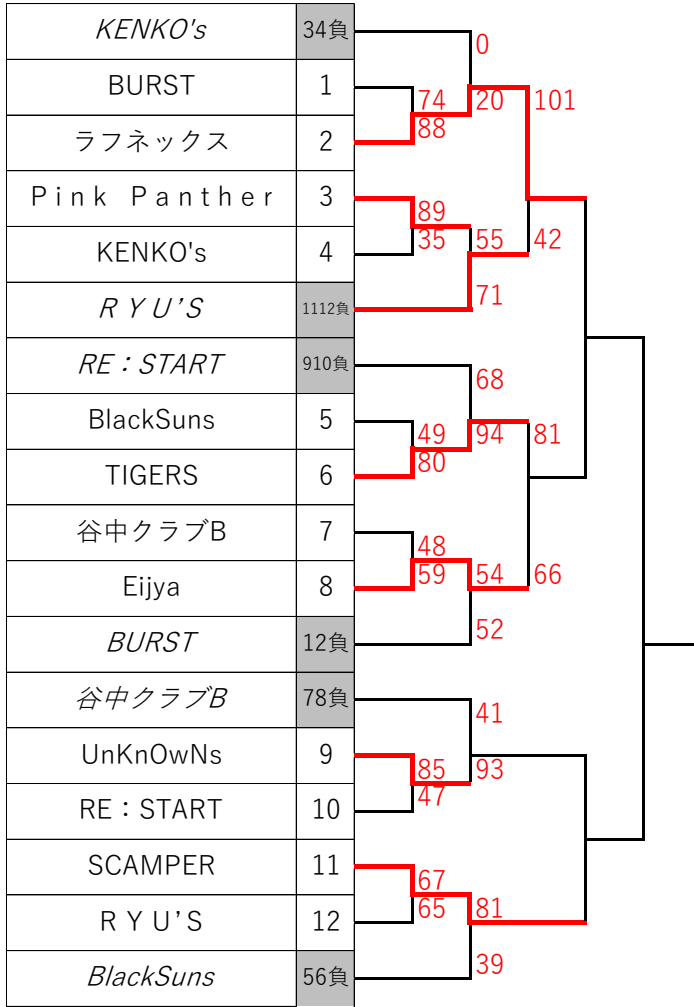 KENKO's 34負
0
BURST 1
74 20 101
ラフネックス 2
88
Pink Panther 3
89
KENKO's 4
35 55 42
RYU'S 1112負
71
RE：START 910負
68
BlackSuns 5
49 94 81
TIGERS 6
80
谷中クラブB 7
48
Eijya 8
59 54 66
BURST 12負
52
谷中クラブB 78負
41
UnKnOwNs 9
85 93
RE：START 10
47
SCAMPER 11
67
RYU'S 12
65 81
BlackSuns 56負
39